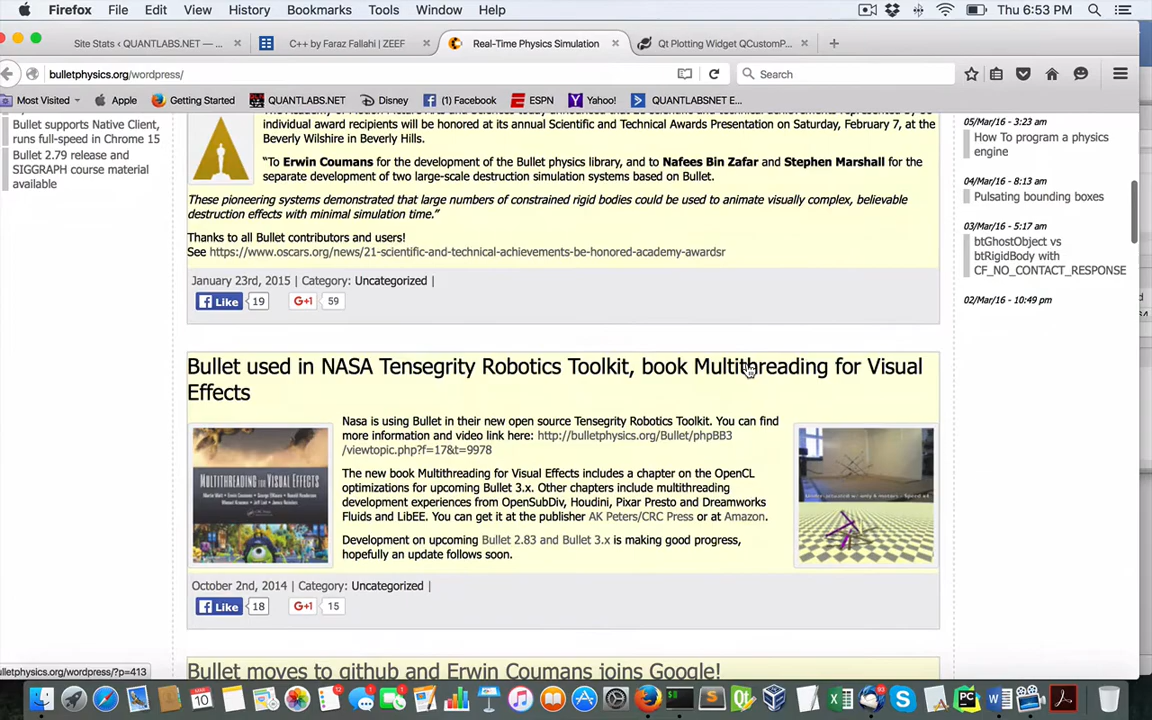 Firefox File Edit View History Bookmarks Tools Window Help Thu 6:53 PM
Site Stats ‹ QUANTLABS.NET — ... × C++ by Faraz Fallahi | ZEEF × Real-Time Physics Simulation × Qt Plotting Widget QCustomP... × +
bulletphysics.org/wordpress/ Search
Most Visited Apple Getting Started QUANTLABS.NET Disney (1) Facebook ESPN Yahoo! QUANTLABSNET E...
Bullet supports Native Client,
runs full-speed in Chrome 15
Bullet 2.79 release and
SIGGRAPH course material
available
individual award recipients will be honored at its annual Scientific and Technical Awards Presentation on Saturday, February 7, at the
Beverly Wilshire in Beverly Hills.
"To Erwin Coumans for the development of the Bullet physics library, and to Nafees Bin Zafar and Stephen Marshall for the
separate development of two large-scale destruction simulation systems based on Bullet.
These pioneering systems demonstrated that large numbers of constrained rigid bodies could be used to animate visually complex, believable
destruction effects with minimal simulation time."
Thanks to all Bullet contributors and users!
See https://www.oscars.org/news/21-scientific-and-technical-achievements-be-honored-academy-awardsr
January 23rd, 2015 | Category: Uncategorized |
Like 19 G+1 59
Bullet used in NASA Tensegrity Robotics Toolkit, book Multithreading for Visual
Effects
Nasa is using Bullet in their new open source Tensegrity Robotics Toolkit. You can find
more information and video link here: http://bulletphysics.org/Bullet/phpBB3
/viewtopic.php?f=17&t=9978
The new book Multithreading for Visual Effects includes a chapter on the OpenCL
optimizations for upcoming Bullet 3.x. Other chapters include multithreading
development experiences from OpenSubDiv, Houdini, Pixar Presto and Dreamworks
Fluids and LibEE. You can get it at the publisher AK Peters/CRC Press or at Amazon.
Development on upcoming Bullet 2.83 and Bullet 3.x is making good progress,
hopefully an update follows soon.
MULTITHREADING FOR VISUAL EFFECTS
October 2nd, 2014 | Category: Uncategorized |
Like 18 G+1 15
Bullet moves to github and Erwin Coumans joins Google!
05/Mar/16 - 3:23 am
How To program a physics
engine
04/Mar/16 - 8:13 am
Pulsating bounding boxes
03/Mar/16 - 5:17 am
btGhostObject vs
btRigidBody with
CF_NO_CONTACT_RESPONSE
02/Mar/16 - 10:49 pm
ulletphysics.org/wordpress/?p=413